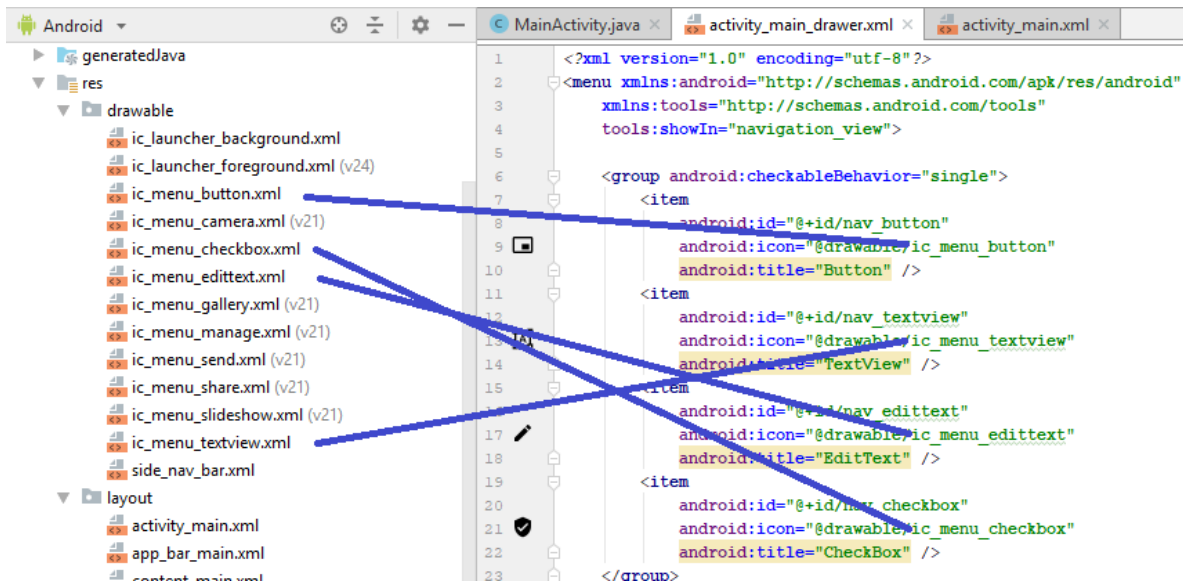 Android
generatedJava
res
drawable
ic_launcher_background.xml
ic_launcher_foreground.xml (v24)
ic_menu_button.xml
ic_menu_camera.xml (v21)
ic_menu_checkbox.xml
ic_menu_edittext.xml
ic_menu_gallery.xml (v21)
ic_menu_manage.xml (v21)
ic_menu_send.xml (v21)
ic_menu_share.xml (v21)
ic_menu_slideshow.xml (v21)
ic_menu_textview.xml
side_nav_bar.xml
layout
activity_main.xml
app_bar_main.xml
content_main.xml
C MainActivity.java × activity_main_drawer.xml × activity_main.xml ×
1 <?xml version="1.0" encoding="utf-8"?>
2 <menu xmlns:android="http://schemas.android.com/apk/res/android"
3 xmlns:tools="http://schemas.android.com/tools"
4 tools:showIn="navigation_view">
5
6 <group android:checkableBehavior="single">
7 <item
8 android:id="@+id/nav_button"
9 android:icon="@drawable/ic_menu_button"
10 android:title="Button" />
11 <item
12 android:id="@+id/nav_textview"
13 android:icon="@drawable/ic_menu_textview"
14 android:title="TextView" />
15 <item
android:id="@+id/nav_edittext"
17 android:icon="@drawable/ic_menu_edittext"
18 android:title="EditText" />
19 <item
20 android:id="@+id/nav_checkbox"
21 android:icon="@drawable/ic_menu_checkbox"
22 android:title="CheckBox" />
23 </group>